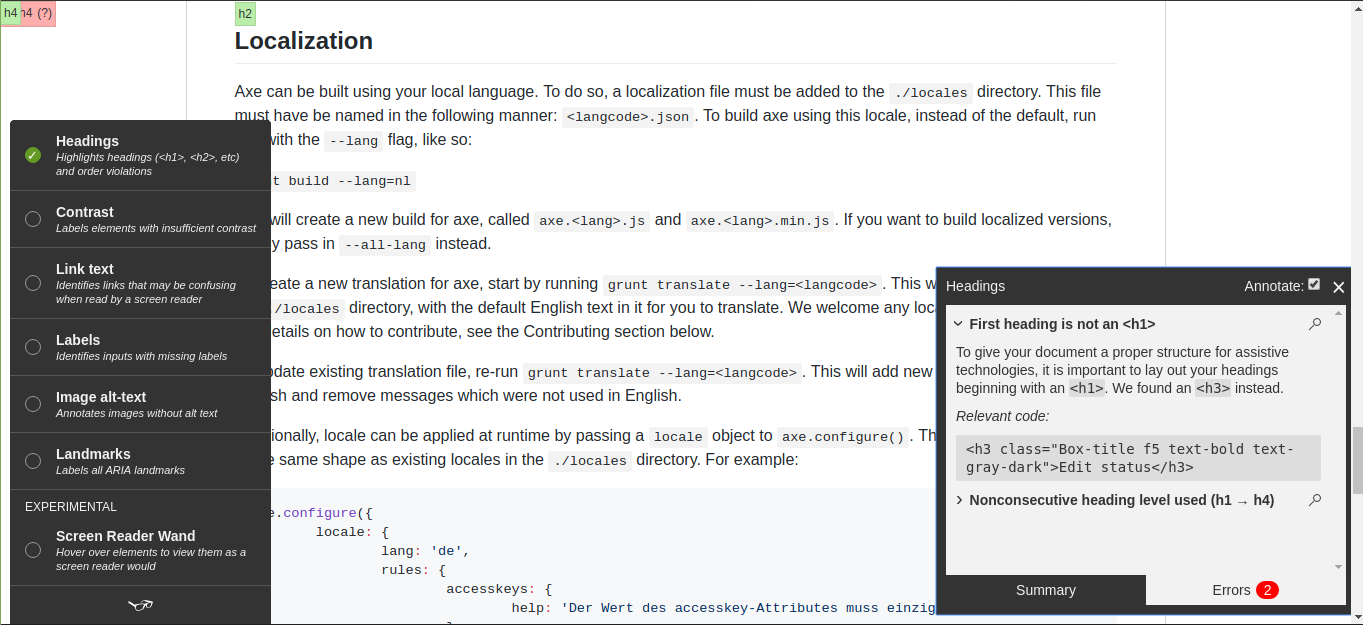 h4 h4 (?)
h2
Localization
Axe can be built using your local language. To do so, a localization file must be added to the ./locales directory. This file
must have be named in the following manner: <langcode>.json . To build axe using this locale, instead of the default, run
with the --lang flag, like so:
t build --lang=nl
will create a new build for axe, called axe.<lang>.js and axe.<lang>.min.js . If you want to build localized versions,
y pass in --all-lang instead.
eate a new translation for axe, start by running grunt translate --lang=<langcode> . This w
./locales directory, with the default English text in it for you to translate. We welcome any loc
etails on how to contribute, see the Contributing section below.
pdate existing translation file, re-run grunt translate --lang=<langcode> . This will add new
sh and remove messages which were not used in English.
ionally, locale can be applied at runtime by passing a locale object to axe.configure() . Th
e same shape as existing locales in the ./locales directory. For example:
e.configure({
locale: {
lang: 'de',
rules: {
accesskeys: {
help: 'Der Wert des accesskey-Attributes muss einzig
Headings
Highlights headings (<h1>, <h2>, etc)
and order violations
Contrast
Labels elements with insufficient contrast
Link text
Identifies links that may be confusing
when read by a screen reader
Labels
Identifies inputs with missing labels
Image alt-text
Annotates images without alt text
Landmarks
Labels all ARIA landmarks
EXPERIMENTAL
Screen Reader Wand
Hover over elements to view them as a
screen reader would
Headings Annotate:
First heading is not an <h1>
To give your document a proper structure for assistive
technologies, it is important to lay out your headings
beginning with an <h1>. We found an <h3> instead.
Relevant code:
<h3 class="Box-title f5 text-bold text-
gray-dark">Edit status</h3>
Nonconsecutive heading level used (h1 → h4)
Summary Errors 2